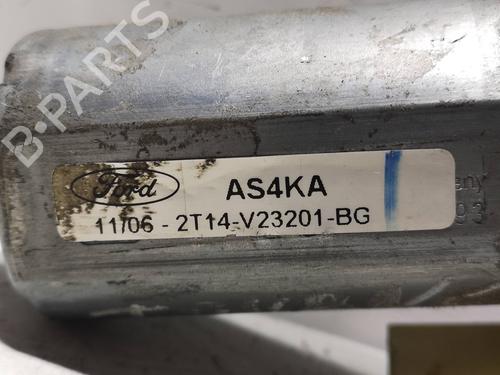 B-PARTS
Ford
AS4KA
11/06 - 2T14-V23201-BG